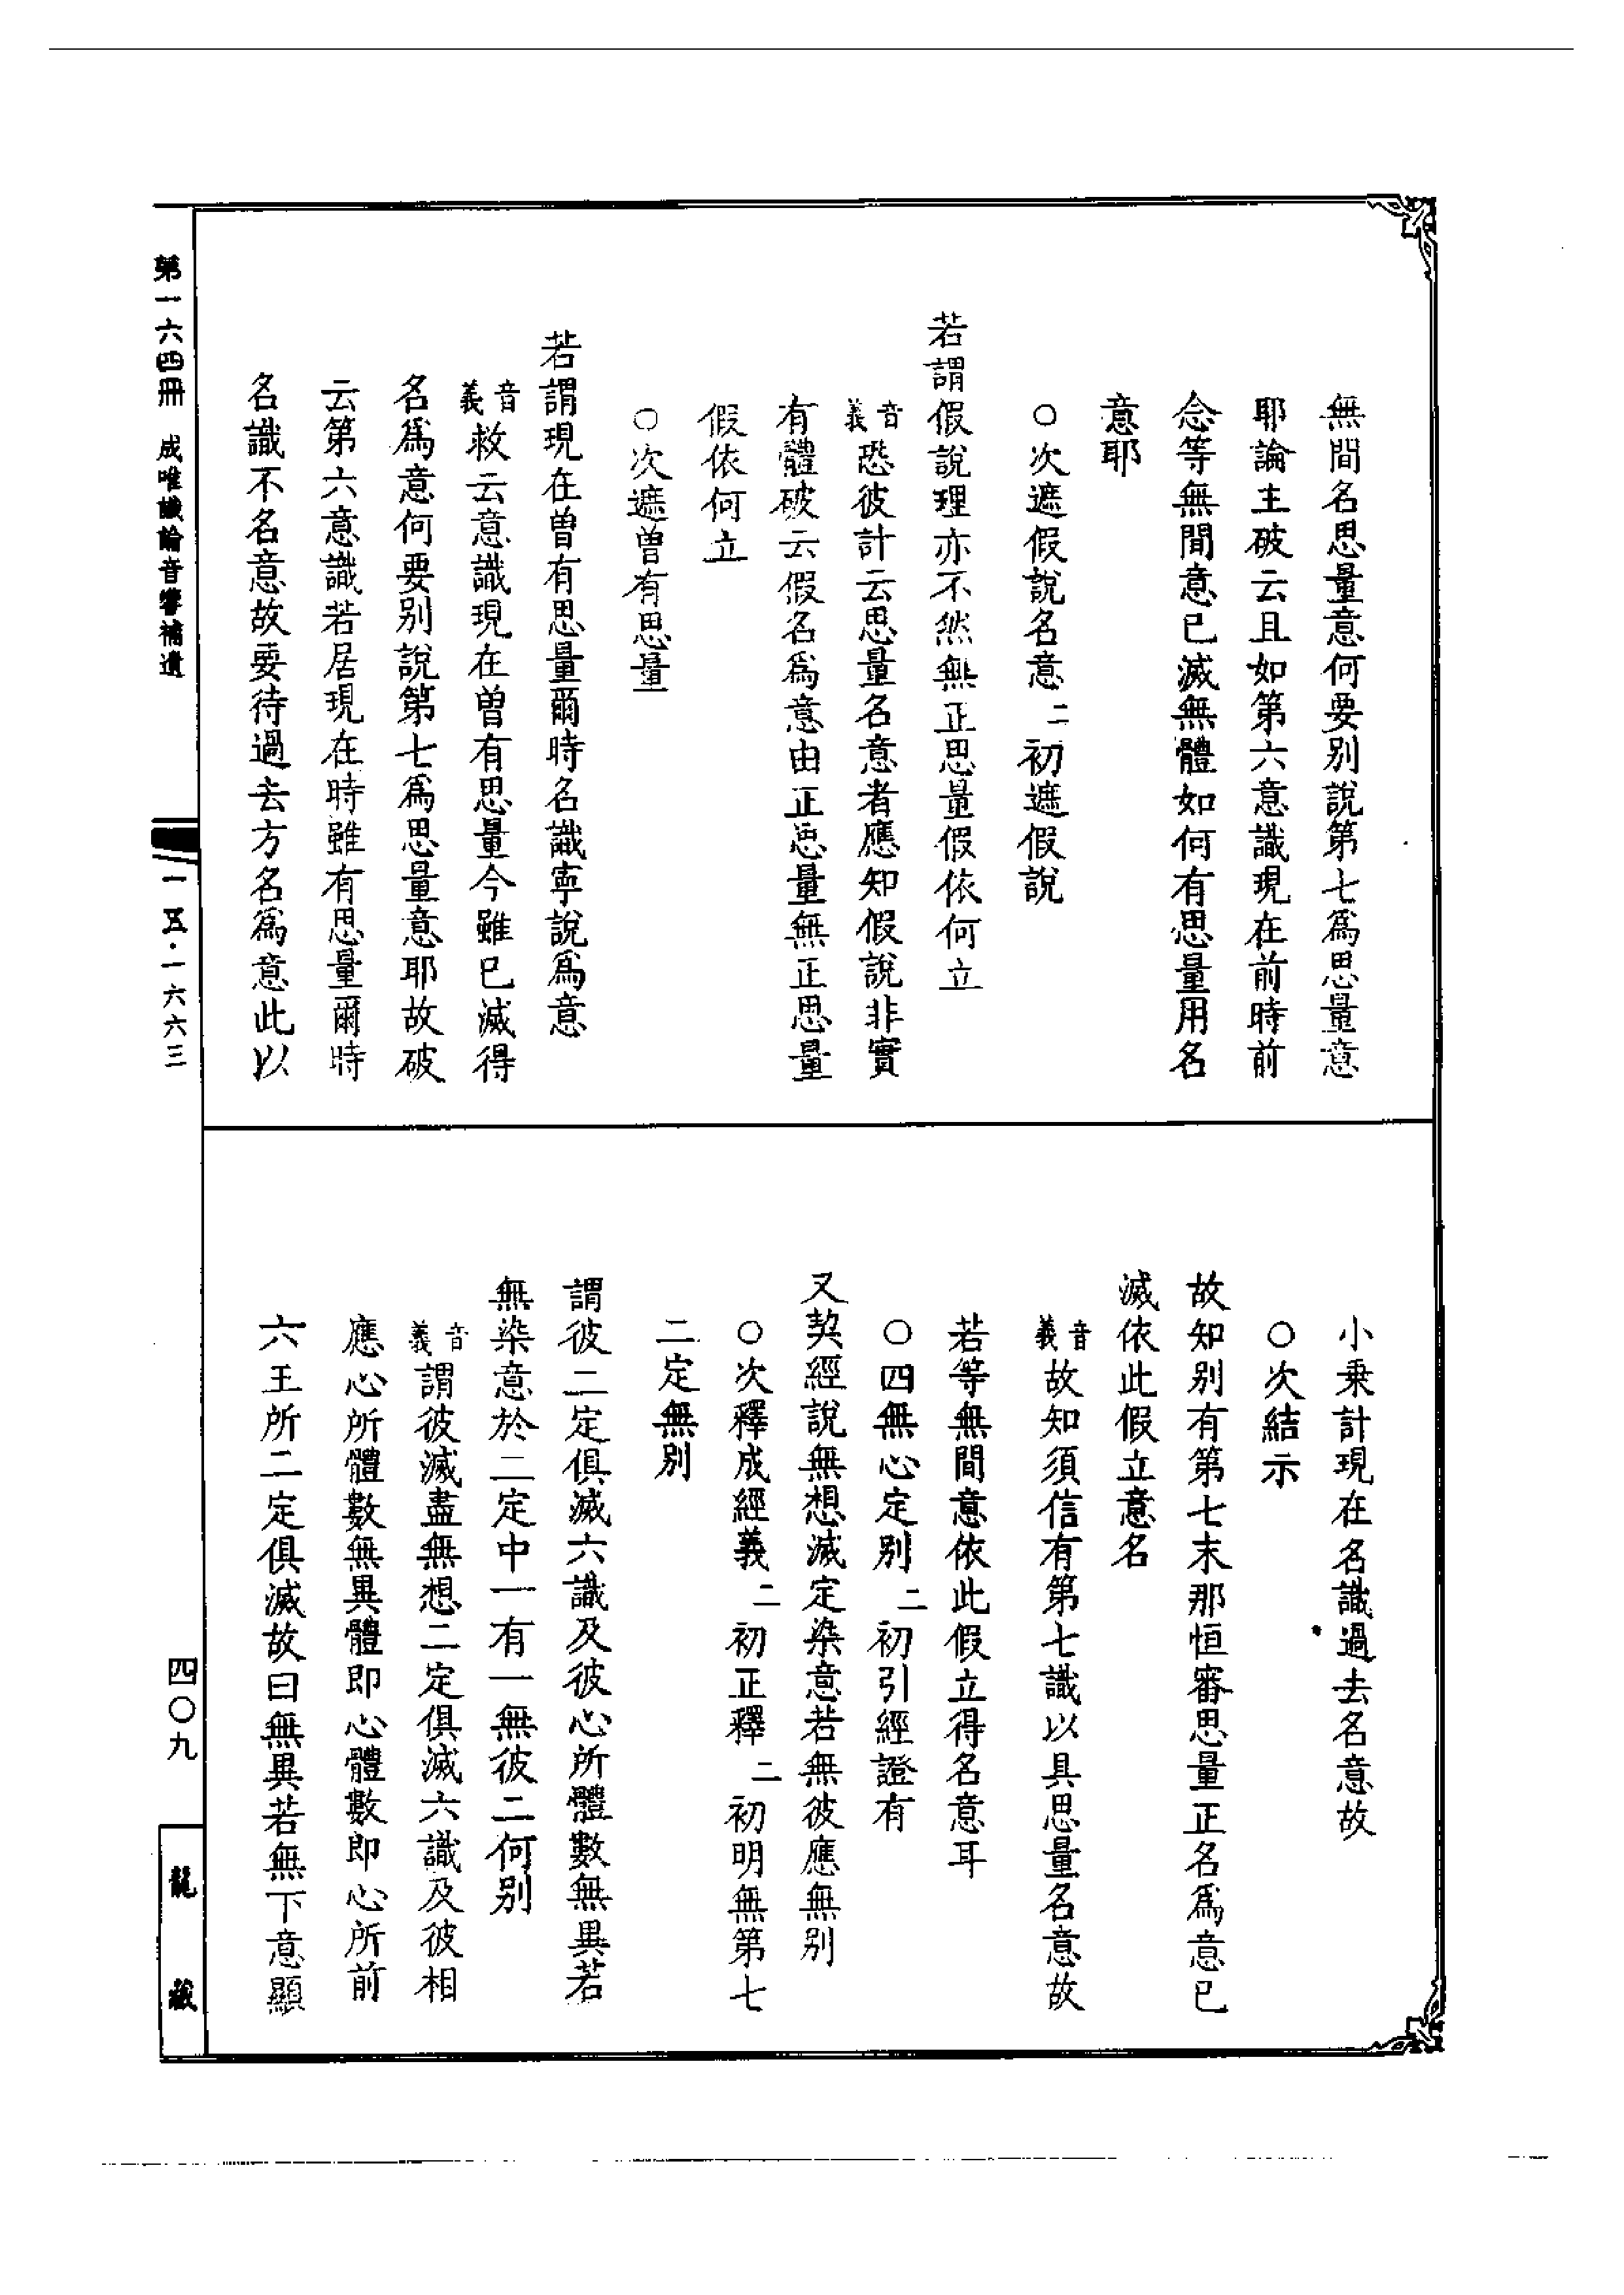 無間名思量意何要別說第七爲思量意
耶論主破云且如第六意識現在前時前
念等無間意已滅無體如何有思量用名
意耶
○次遮假說名意二初遮假說
若謂假說理亦不然無正思量假依何立
音義恐彼計云思量名意者應知假說非實
有體破云假名爲意由正思量無正思量
假依何立
○次遮曾有思量
若謂現在曾有思量爾時名識寧說爲意
音義救云意識現在曾有思量今雖已滅得
名爲意何要別說第七爲思量意耶故破
云第六意識若居現在時雖有思量爾時
名識不名意故要待過去方名爲意此以
小乘計現在名識過去名意故
○次結示
故知別有第七末那恒審思量正名爲意已
滅依此假立意名
音義故知須信有第七識以具思量名意故
若等無間意依此假立得名意耳
○四無心定別二初引經證有
又契經說無想滅定染意若無彼應無別
○次釋成經義二初正釋二初明無第七
二定無別
謂彼二定俱滅六識及彼心所體數無異若
無染意於二定中一有一無彼二何別
音義謂彼滅盡無想二定俱滅六識及彼相
應心所體數無異體即心體數即心所前
六王所二定俱滅故曰無異若無下意顯
第一六四冊 成唯識論音響補遺
一五·一六六三
四〇九
龍藏